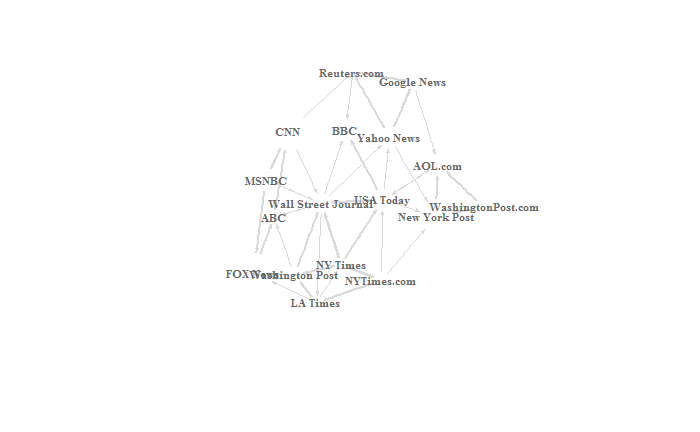 Reuters.com
Google News
CNN
BBC
Yahoo News
AOL.com
MSNBC
Wall Street Journal
USA Today
WashingtonPost.com
ABC
New York Post
NY Times
FOX
Washington Post
NYTimes.com
LA Times